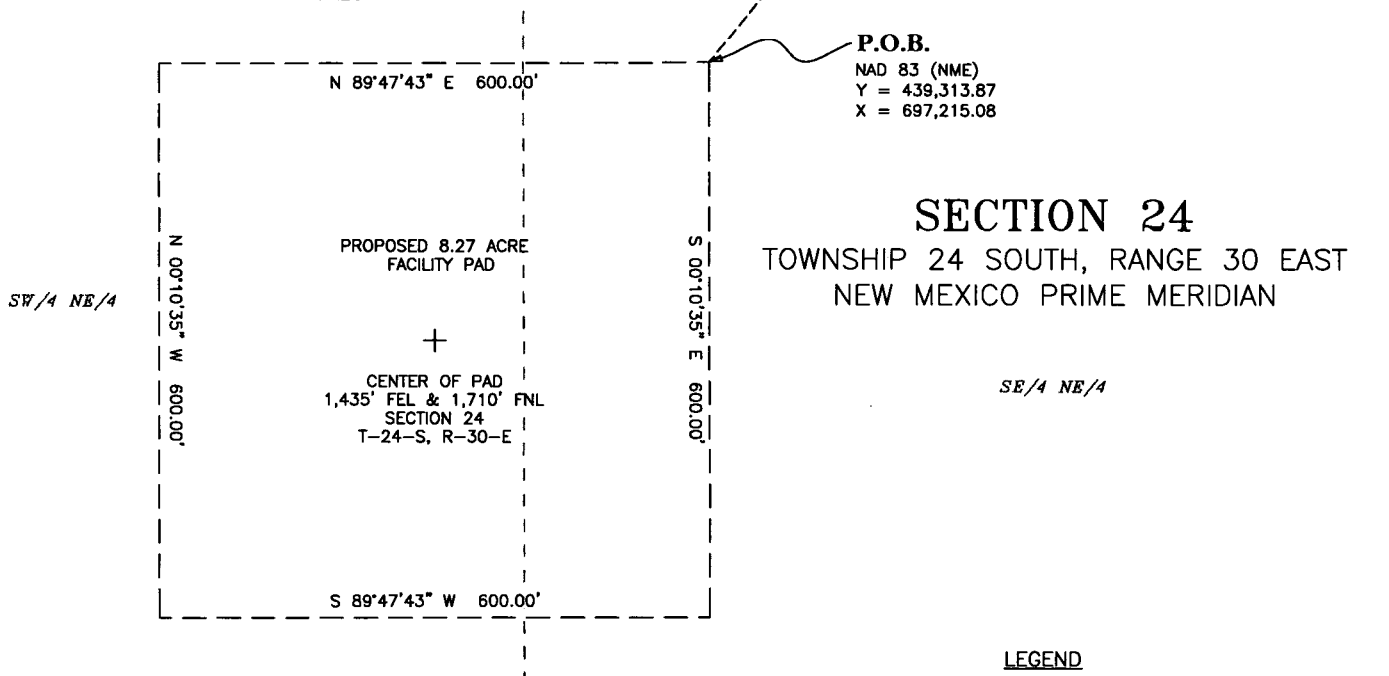 P.O.B.
NAD 83 (NME)
Y = 439,313.87
X = 697,215.08
N 89°47'43" E 600.00'
SECTION 24
TOWNSHIP 24 SOUTH, RANGE 30 EAST
NEW MEXICO PRIME MERIDIAN
PROPOSED 8.27 ACRE
FACILITY PAD
N 00°10'35" W 600.00'
S 00°10'35" E 600.00'
SW/4 NE/4
CENTER OF PAD
1,435' FEL & 1,710' FNL
SECTION 24
T-24-S, R-30-E
SE/4 NE/4
S 89°47'43" W 600.00'
LEGEND